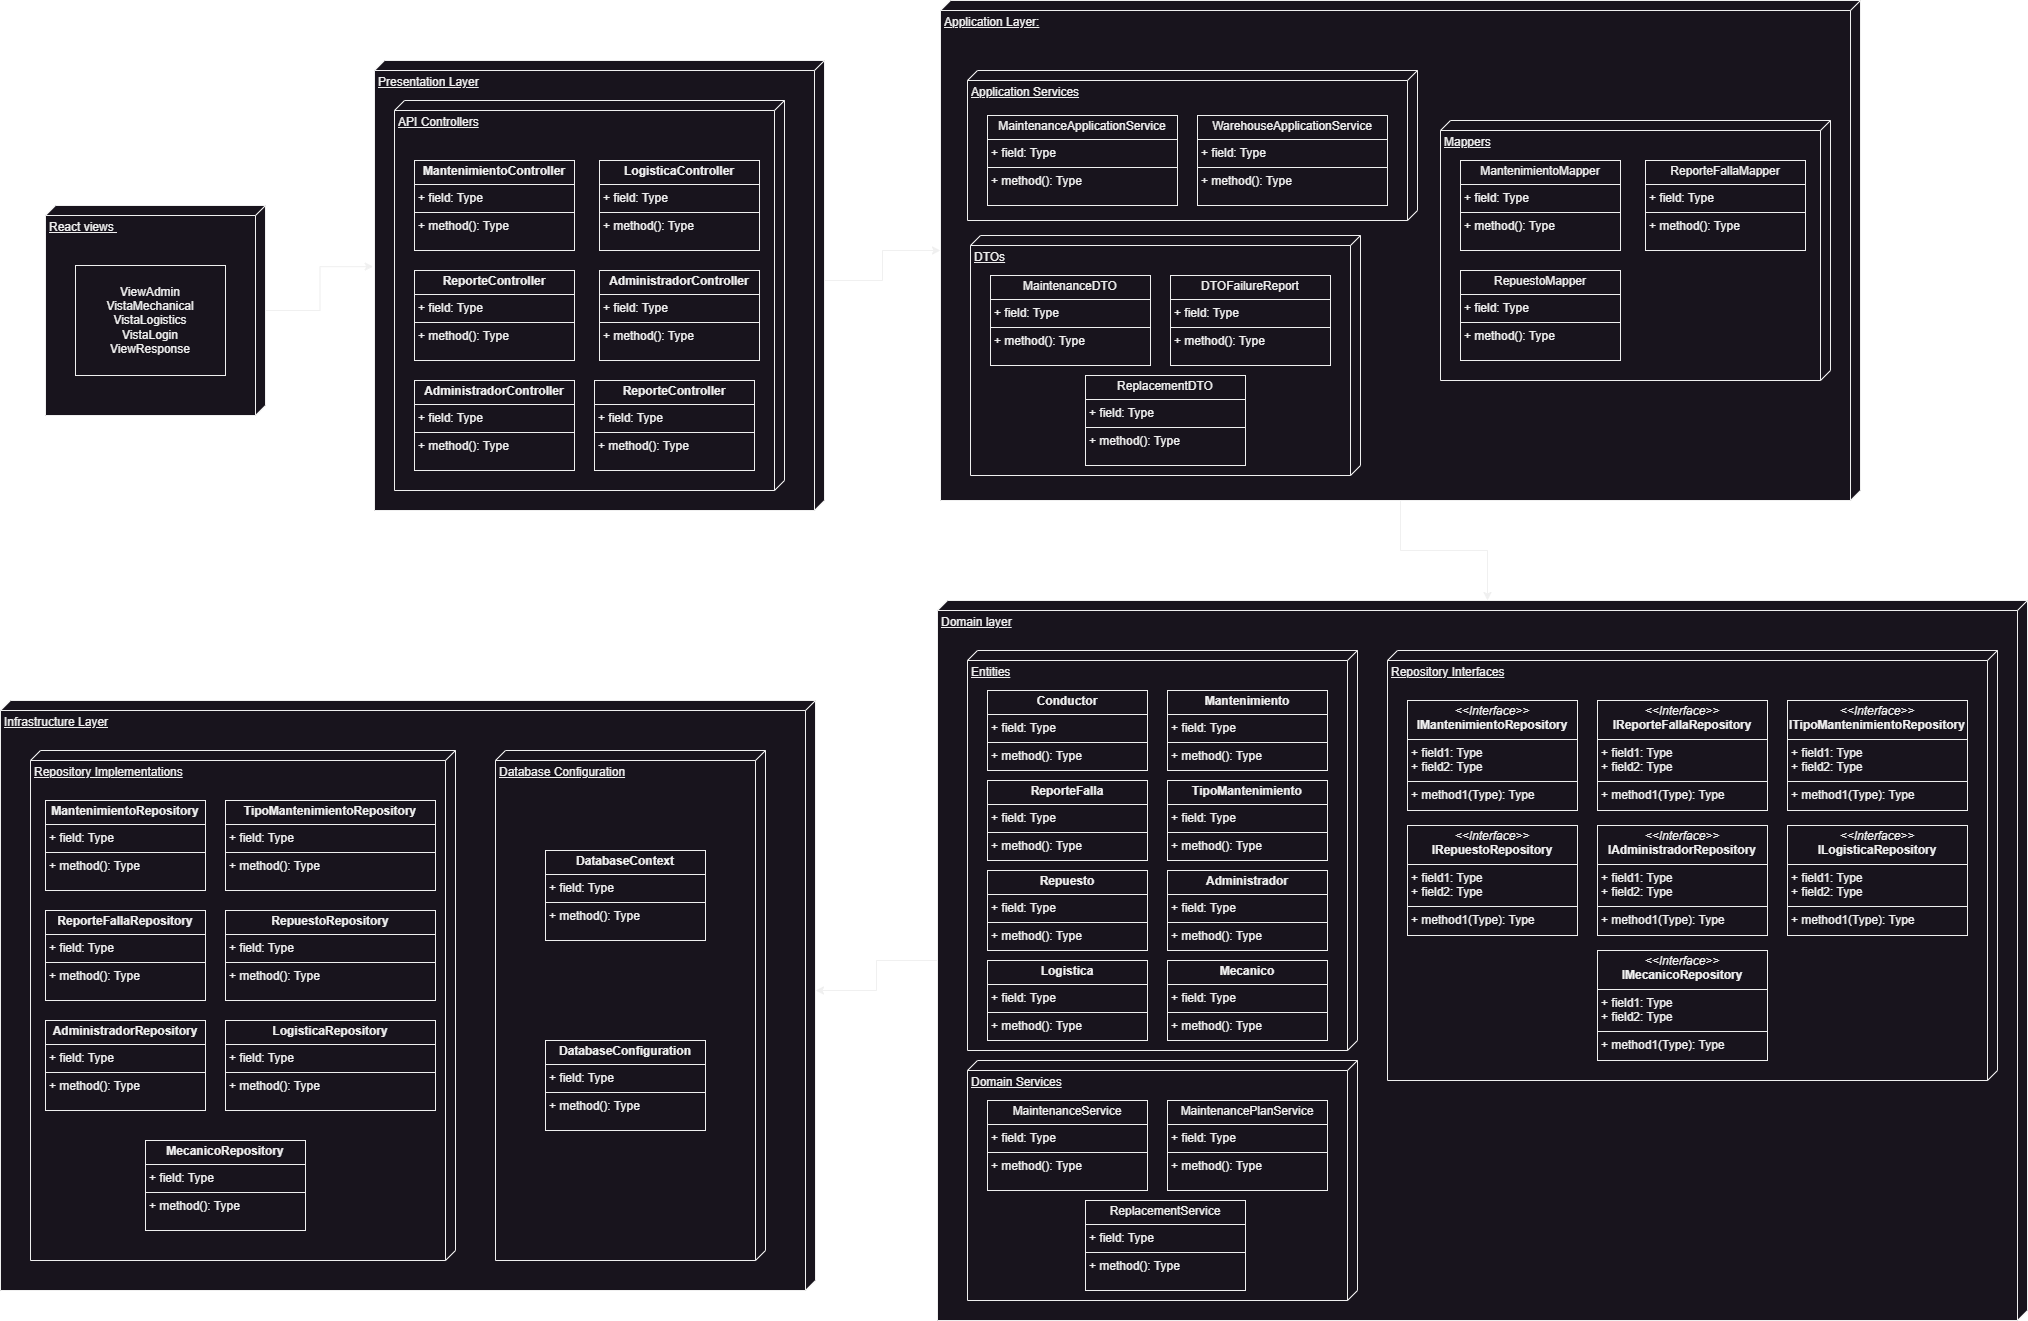 React views
ViewAdmin
VistaMechanical
VistaLogistics
VistaLogin
ViewResponse
Presentation Layer
API Controllers
MantenimientoController
+ field: Type
+ method(): Type
LogisticaController
+ field: Type
+ method(): Type
ReporteController
+ field: Type
+ method(): Type
AdministradorController
+ field: Type
+ method(): Type
AdministradorController
+ field: Type
+ method(): Type
ReporteController
+ field: Type
+ method(): Type
Application Layer:
Application Services
MaintenanceApplicationService
+ field: Type
+ method(): Type
WarehouseApplicationService
+ field: Type
+ method(): Type
DTOs
MaintenanceDTO
+ field: Type
+ method(): Type
DTOFailureReport
+ field: Type
+ method(): Type
ReplacementDTO
+ field: Type
+ method(): Type
Mappers
MantenimientoMapper
+ field: Type
+ method(): Type
ReporteFallaMapper
+ field: Type
+ method(): Type
RepuestoMapper
+ field: Type
+ method(): Type
Domain layer
Entities
Conductor
+ field: Type
+ method(): Type
Mantenimiento
+ field: Type
+ method(): Type
ReporteFalla
+ field: Type
+ method(): Type
TipoMantenimiento
+ field: Type
+ method(): Type
Repuesto
+ field: Type
+ method(): Type
Administrador
+ field: Type
+ method(): Type
Logistica
+ field: Type
+ method(): Type
Mecanico
+ field: Type
+ method(): Type
Domain Services
MaintenanceService
+ field: Type
+ method(): Type
MaintenancePlanService
+ field: Type
+ method(): Type
ReplacementService
+ field: Type
+ method(): Type
Repository Interfaces
<<Interface>>
IMantenimientoRepository
+ field1: Type
+ field2: Type
+ method1(Type): Type
<<Interface>>
IReporteFallaRepository
+ field1: Type
+ field2: Type
+ method1(Type): Type
<<Interface>>
ITipoMantenimientoRepository
+ field1: Type
+ field2: Type
+ method1(Type): Type
<<Interface>>
IRepuestoRepository
+ field1: Type
+ field2: Type
+ method1(Type): Type
<<Interface>>
IAdministradorRepository
+ field1: Type
+ field2: Type
+ method1(Type): Type
<<Interface>>
ILogisticaRepository
+ field1: Type
+ field2: Type
+ method1(Type): Type
<<Interface>>
IMecanicoRepository
+ field1: Type
+ field2: Type
+ method1(Type): Type
Infrastructure Layer
Repository Implementations
MantenimientoRepository
+ field: Type
+ method(): Type
TipoMantenimientoRepository
+ field: Type
+ method(): Type
ReporteFallaRepository
+ field: Type
+ method(): Type
RepuestoRepository
+ field: Type
+ method(): Type
AdministradorRepository
+ field: Type
+ method(): Type
LogisticaRepository
+ field: Type
+ method(): Type
MecanicoRepository
+ field: Type
+ method(): Type
Database Configuration
DatabaseContext
+ field: Type
+ method(): Type
DatabaseConfiguration
+ field: Type
+ method(): Type